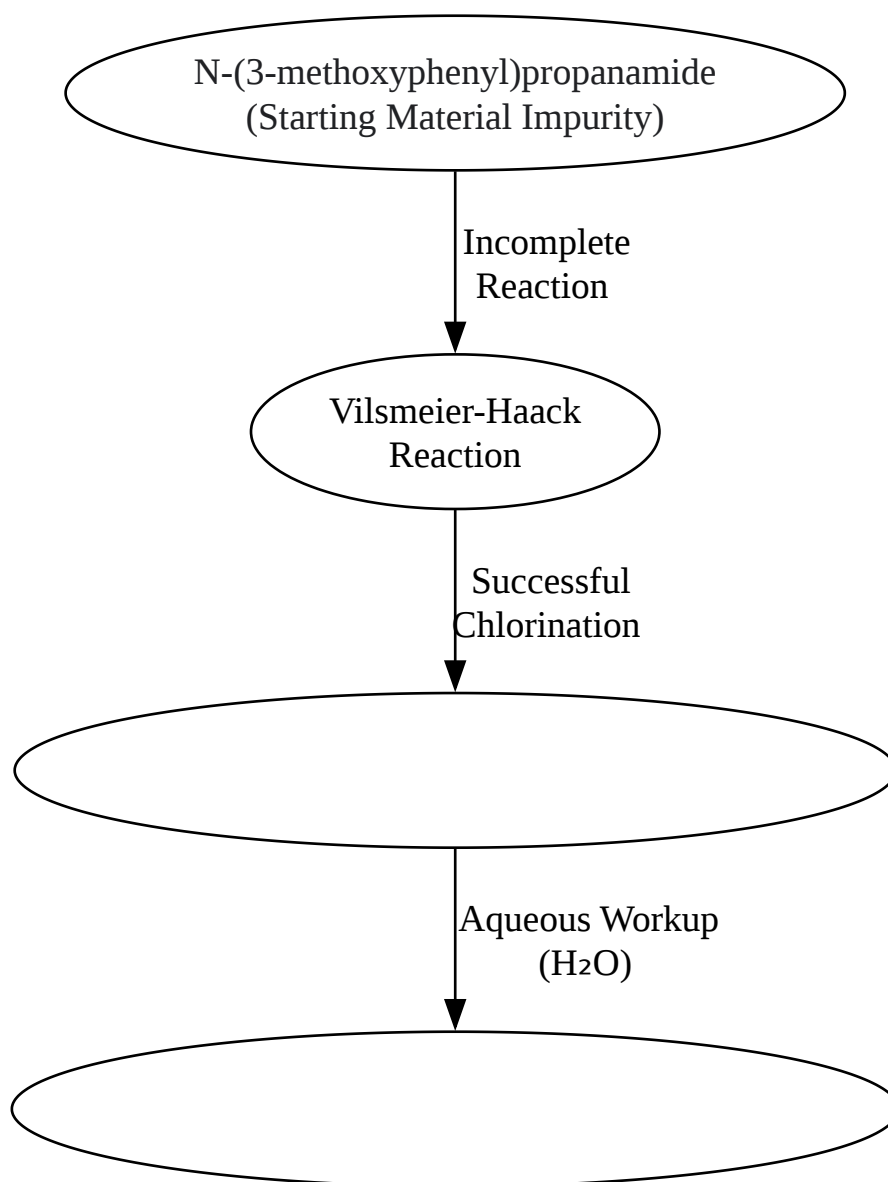 N-(3-methoxyphenyl)propanamide
(Starting Material Impurity)
Incomplete
Reaction
Vilsmeier-Haack
Reaction
Successful
Chlorination
Aqueous Workup
(H₂O)